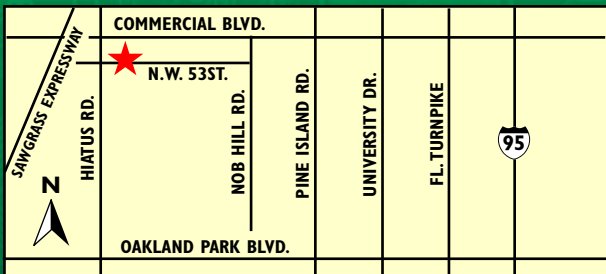 COMMERCIAL BLVD.
N.W. 53ST.
SAWGRASS EXPRESSWAY
HIATUS RD.
NOB HILL RD.
PINE ISLAND RD.
UNIVERSITY DR.
FL. TURNPIKE
95
N
OAKLAND PARK BLVD.